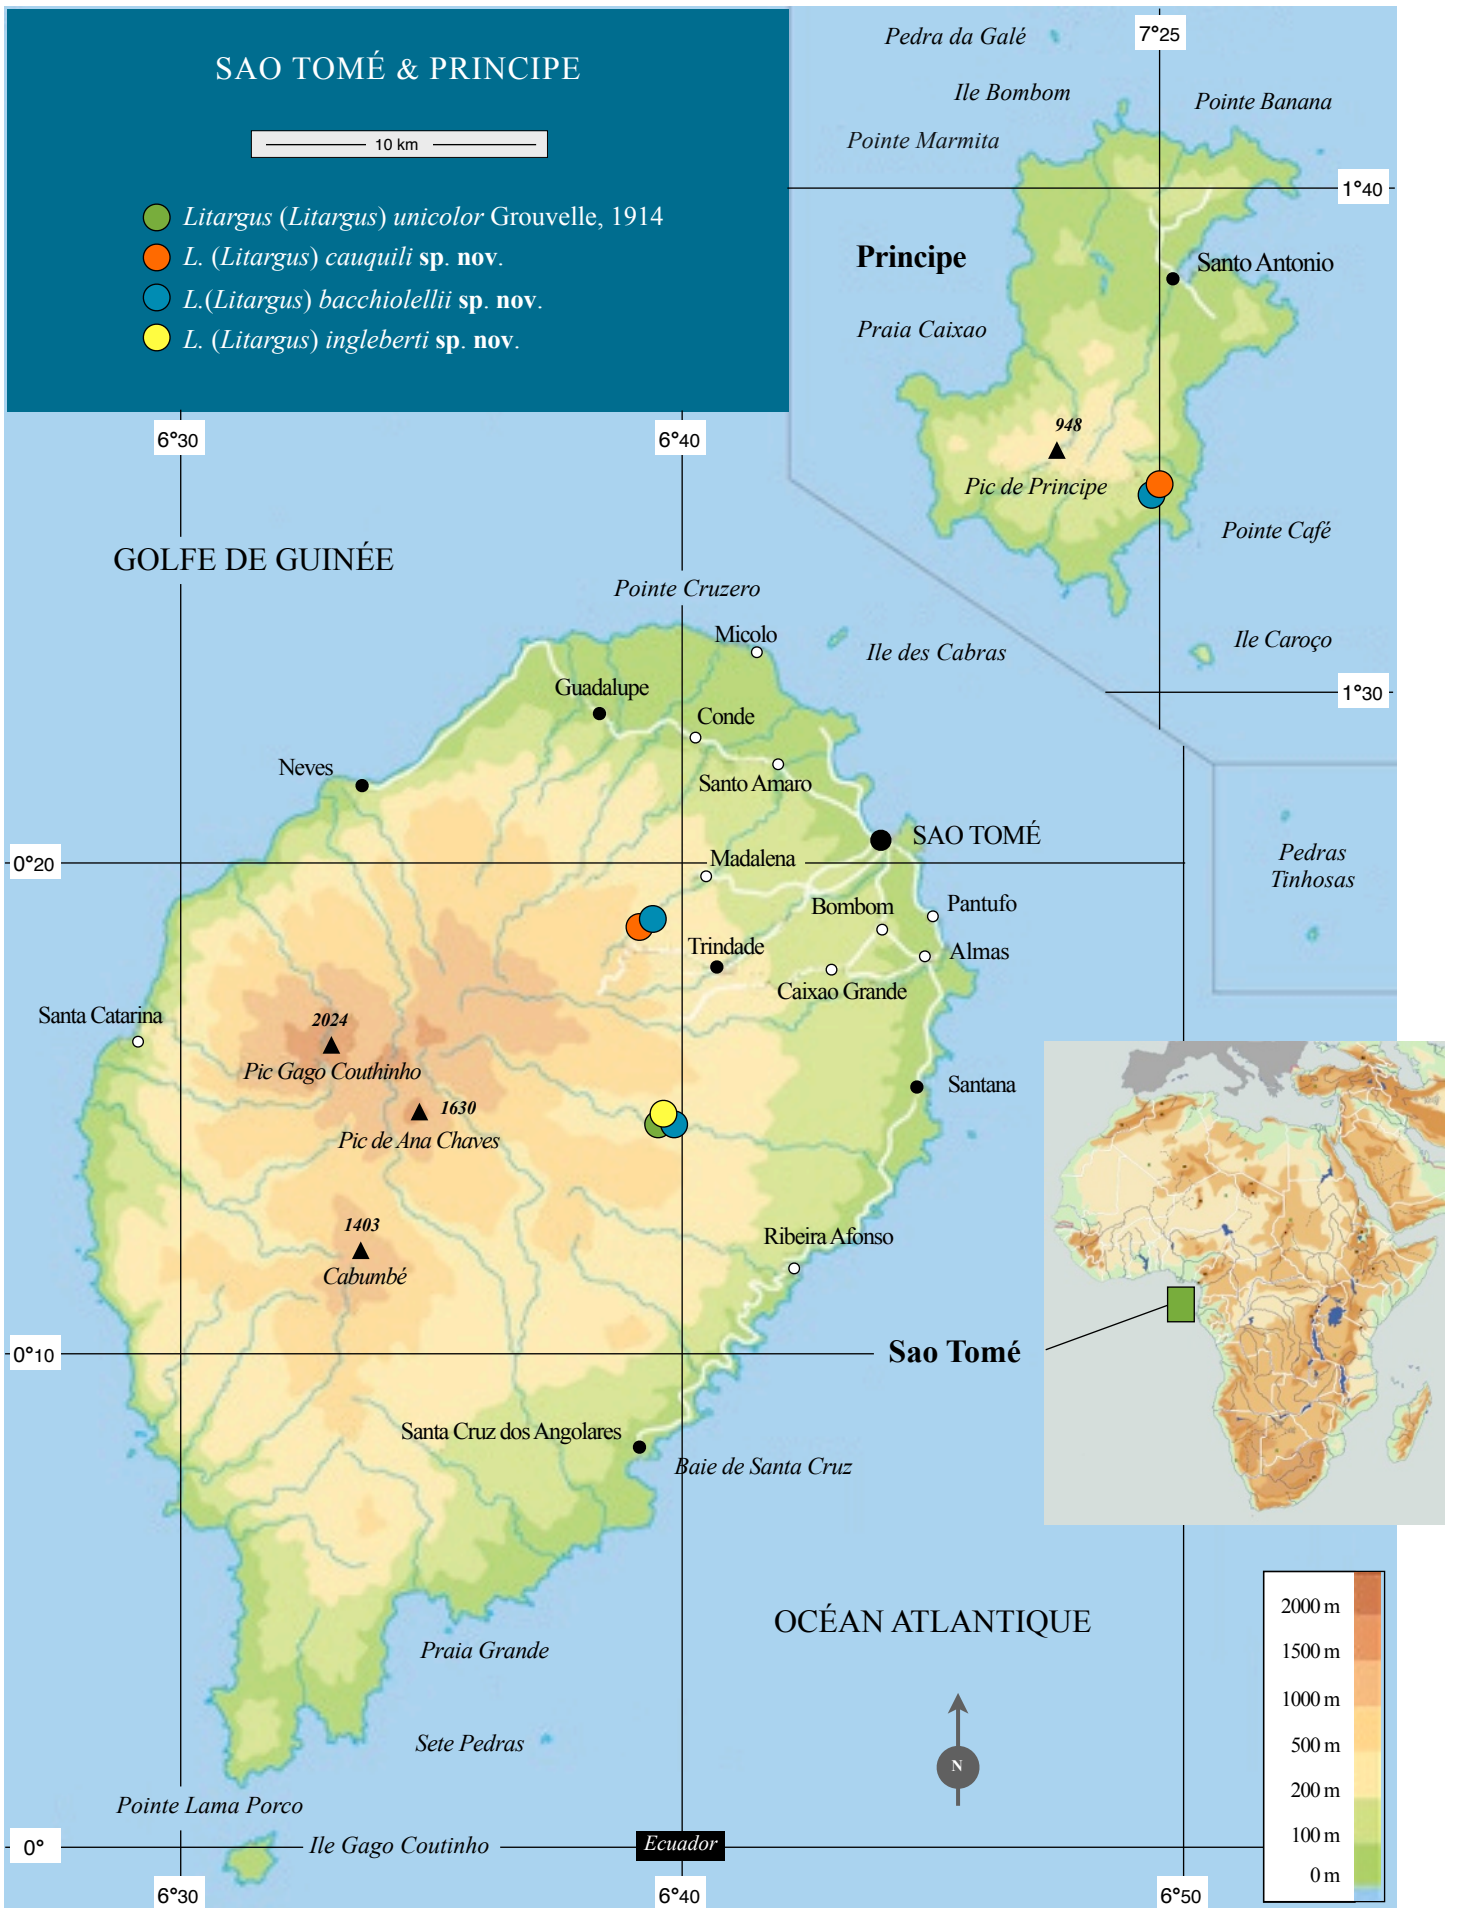 SAO TOMÉ & PRINCIPE
10 km
Litargus (Litargus) unicolor Grouvelle, 1914
L. (Litargus) cauquili sp. nov.
L.(Litargus) bacchiolellii sp. nov.
L. (Litargus) ingleberti sp. nov.
Pedra da Galé
7°25
Ile Bombom
Pointe Banana
Pointe Marmita
1°40
Principe
Santo Antonio
Praia Caixao
948
Pic de Principe
Pointe Café
Ile Caroço
1°30
6°30
6°40
GOLFE DE GUINÉE
Pointe Cruzero
Micolo
Ile des Cabras
Guadalupe
Conde
Neves
Santo Amaro
SAO TOMÉ
0°20
Madalena
Pedras
Tinhosas
Bombom
Pantufo
Trindade
Almas
Caixao Grande
Santa Catarina
2024
Pic Gago Couthinho
Santana
1630
Pic de Ana Chaves
1403
Cabumbé
Ribeira Afonso
0°10
Sao Tomé
Santa Cruz dos Angolares
Baie de Santa Cruz
OCÉAN ATLANTIQUE
Praia Grande
Sete Pedras
N
2000 m
1500 m
1000 m
500 m
200 m
100 m
0 m
Pointe Lama Porco
0°
Ile Gago Coutinho
Ecuador
6°30
6°40
6°50